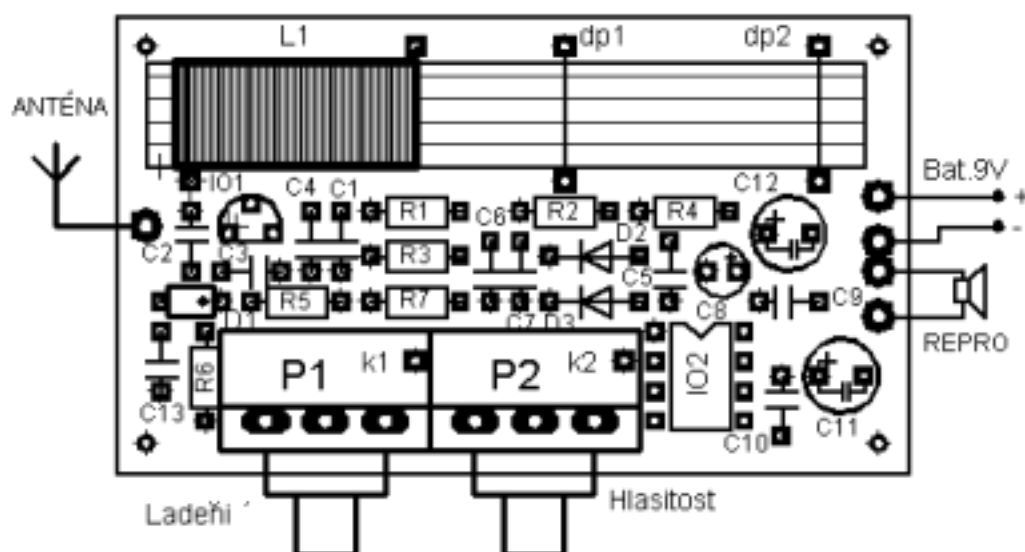 L1 dp1 dp2
ANTÉNA
IO1 C4 C1 C12 Bat.9V
R1 R2 R4 +
C6 D2 -
C2 C3 R3 C5
D1 R5 R7 C7 D3 C8 C9
REPRO
R6 P1 k1 P2 k2 IO2
C13 C10 C11
Ladeňi ´ Hlasitost